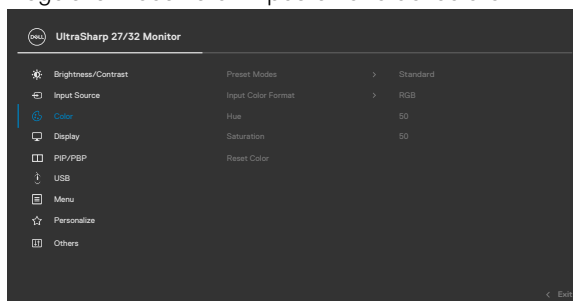 DELL UltraSharp 27/32 Monitor
Brightness/Contrast Preset Modes > Standard
Input Source Input Color Format > RGB
Color Hue 50
Display Saturation 50
PIP/PBP Reset Color
USB
Menu
Personalize
Others
< Exit